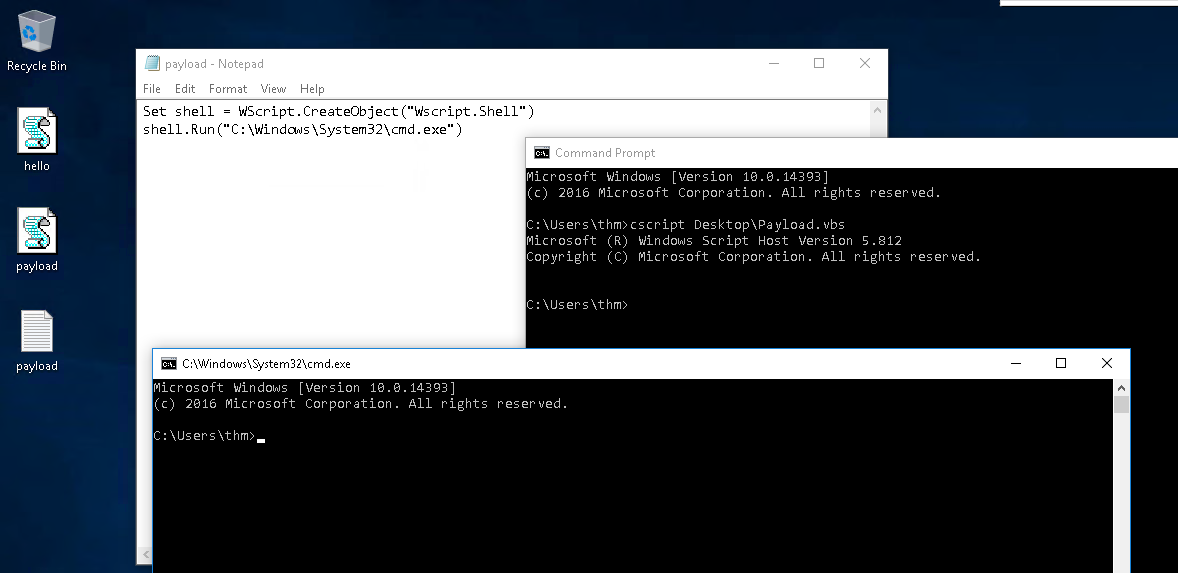 Recycle Bin
hello
payload
payload
payload - Notepad
File Edit Format View Help
Set shell = WScript.CreateObject("Wscript.Shell")
shell.Run("C:\Windows\System32\cmd.exe")
Command Prompt
Microsoft Windows [Version 10.0.14393]
(c) 2016 Microsoft Corporation. All rights reserved.
C:\Users\thm>cscript Desktop\Payload.vbs
Microsoft (R) Windows Script Host Version 5.812
Copyright (C) Microsoft Corporation. All rights reserved.
C:\Users\thm>
C:\Windows\System32\cmd.exe
Microsoft Windows [Version 10.0.14393]
(c) 2016 Microsoft Corporation. All rights reserved.
C:\Users\thm>